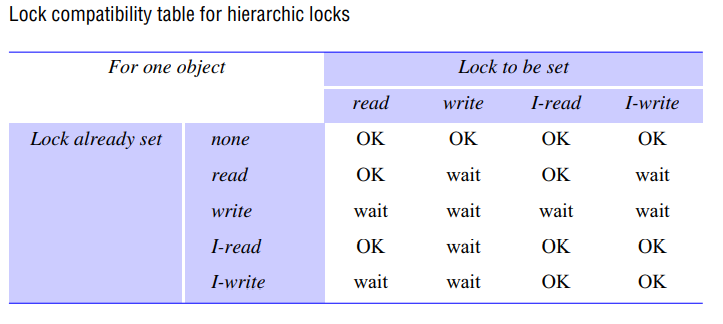 Lock compatibility table for hierarchic locks
For one object Lock to be set
read write I-read I-write
Lock already set none OK OK OK OK
read OK wait OK wait
write wait wait wait wait
I-read OK wait OK OK
I-write wait wait OK OK